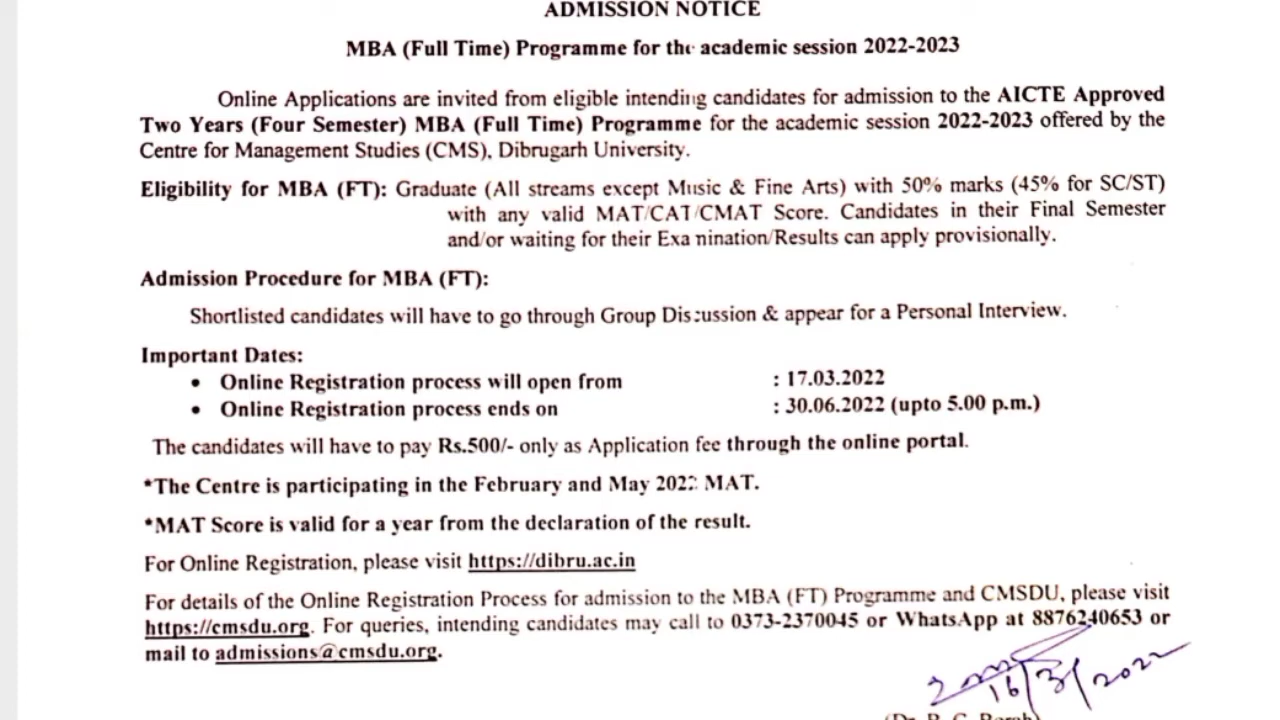 ADMISSION NOTICE
MBA (Full Time) Programme for the academic session 2022-2023
Online Applications are invited from eligible intending candidates for admission to the AICTE Approved
Two Years (Four Semester) MBA (Full Time) Programme for the academic session 2022-2023 offered by the
Centre for Management Studies (CMS), Dibrugarh University.
Eligibility for MBA (FT): Graduate (All streams except Music & Fine Arts) with 50% marks (45% for SC/ST)
with any valid MAT/CAT/CMAT Score. Candidates in their Final Semester
and/or waiting for their Examination/Results can apply provisionally.
Admission Procedure for MBA (FT):
Shortlisted candidates will have to go through Group Discussion & appear for a Personal Interview.
Important Dates:
• Online Registration process will open from : 17.03.2022
• Online Registration process ends on : 30.06.2022 (upto 5.00 p.m.)
The candidates will have to pay Rs.500/- only as Application fee through the online portal.
*The Centre is participating in the February and May 2022 MAT.
*MAT Score is valid for a year from the declaration of the result.
For Online Registration, please visit https://dibru.ac.in
For details of the Online Registration Process for admission to the MBA (FT) Programme and CMSDU, please visit
https://cmsdu.org. For queries, intending candidates may call to 0373-2370045 or WhatsApp at 8876240653 or
mail to admissions@cmsdu.org.
16/3/2022